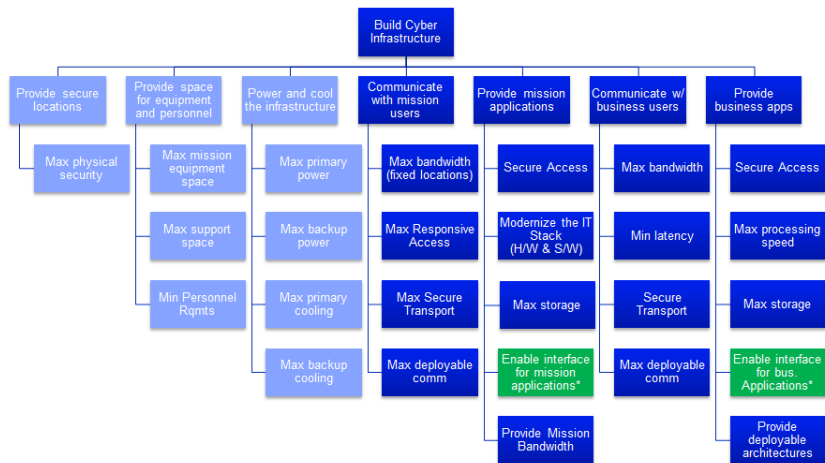 Build Cyber
Infrastructure
Provide secure
locations
Provide space
for equipment
and personnel
Power and cool
the infrastructure
Communicate
with mission
users
Provide mission
applications
Communicate w/
business users
Provide
business apps
Max physical
security
Max mission
equipment
space
Max support
space
Min Personnel
Rqmts
Max primary
power
Max backup
power
Max primary
cooling
Max backup
cooling
Max bandwidth
(fixed locations)
Max Responsive
Access
Max Secure
Transport
Max deployable
comm
Secure Access
Modernize the IT
Stack
(H/W & S/W)
Max storage
Enable interface
for mission
applications*
Provide Mission
Bandwidth
Max bandwidth
Min latency
Secure
Transport
Max deployable
comm
Secure Access
Max processing
speed
Max storage
Enable interface
for bus.
Applications*
Provide
deployable
architectures